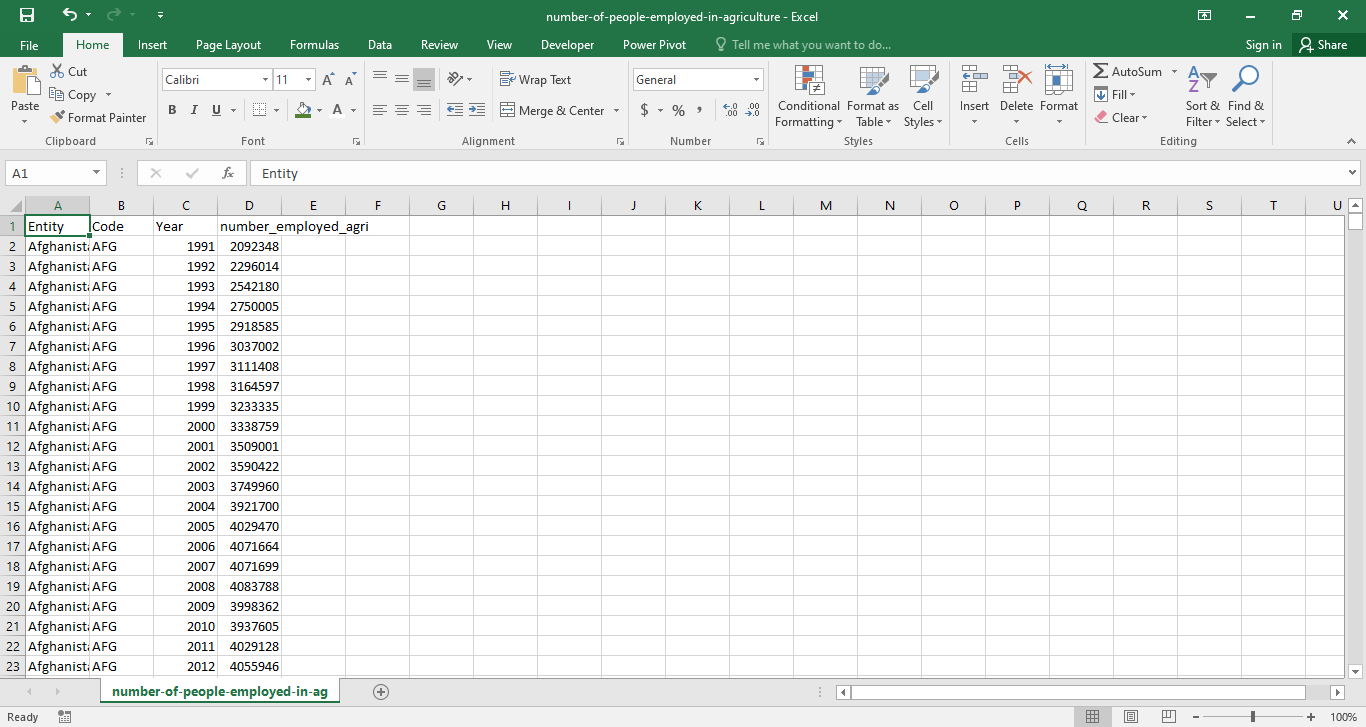 number-of-people-employed-in-agriculture - Excel
File Home Insert Page Layout Formulas Data Review View Developer Power Pivot Tell me what you want to do... Sign in Share
Paste
Cut
Copy
Format Painter
Clipboard
Calibri 11
B I U
Font
Wrap Text
Merge & Center
Alignment
General
$ % ,
Number
Conditional Formatting
Format as Table
Cell Styles
Styles
Insert Delete Format
Cells
AutoSum
Fill
Clear
Sort & Filter
Find & Select
Editing
A1 fx Entity
A B C D E F G H I J K L M N O P Q R S T U
1 Entity Code Year number_employed_agri
2 Afghanista AFG 1991 2092348
3 Afghanista AFG 1992 2296014
4 Afghanista AFG 1993 2542180
5 Afghanista AFG 1994 2750005
6 Afghanista AFG 1995 2918585
7 Afghanista AFG 1996 3037002
8 Afghanista AFG 1997 3111408
9 Afghanista AFG 1998 3164597
10 Afghanista AFG 1999 3233335
11 Afghanista AFG 2000 3338759
12 Afghanista AFG 2001 3509001
13 Afghanista AFG 2002 3590422
14 Afghanista AFG 2003 3749960
15 Afghanista AFG 2004 3921700
16 Afghanista AFG 2005 4029470
17 Afghanista AFG 2006 4071664
18 Afghanista AFG 2007 4071699
19 Afghanista AFG 2008 4083788
20 Afghanista AFG 2009 3998362
21 Afghanista AFG 2010 3937605
22 Afghanista AFG 2011 4029128
23 Afghanista AFG 2012 4055946
number-of-people-employed-in-ag
Ready 100%